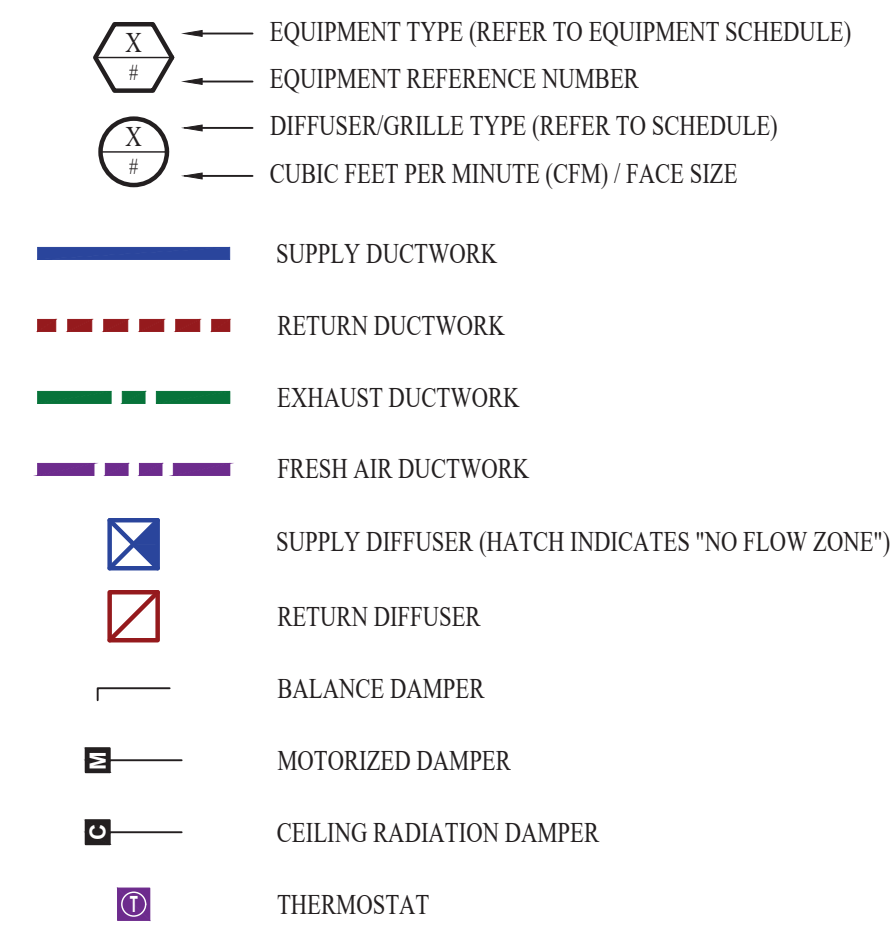 X
#
EQUIPMENT TYPE (REFER TO EQUIPMENT SCHEDULE)
EQUIPMENT REFERENCE NUMBER
X
#
DIFFUSER/GRILLE TYPE (REFER TO SCHEDULE)
CUBIC FEET PER MINUTE (CFM) / FACE SIZE
SUPPLY DUCTWORK
RETURN DUCTWORK
EXHAUST DUCTWORK
FRESH AIR DUCTWORK
SUPPLY DIFFUSER (HATCH INDICATES "NO FLOW ZONE")
RETURN DIFFUSER
BALANCE DAMPER
M MOTORIZED DAMPER
C CEILING RADIATION DAMPER
T THERMOSTAT